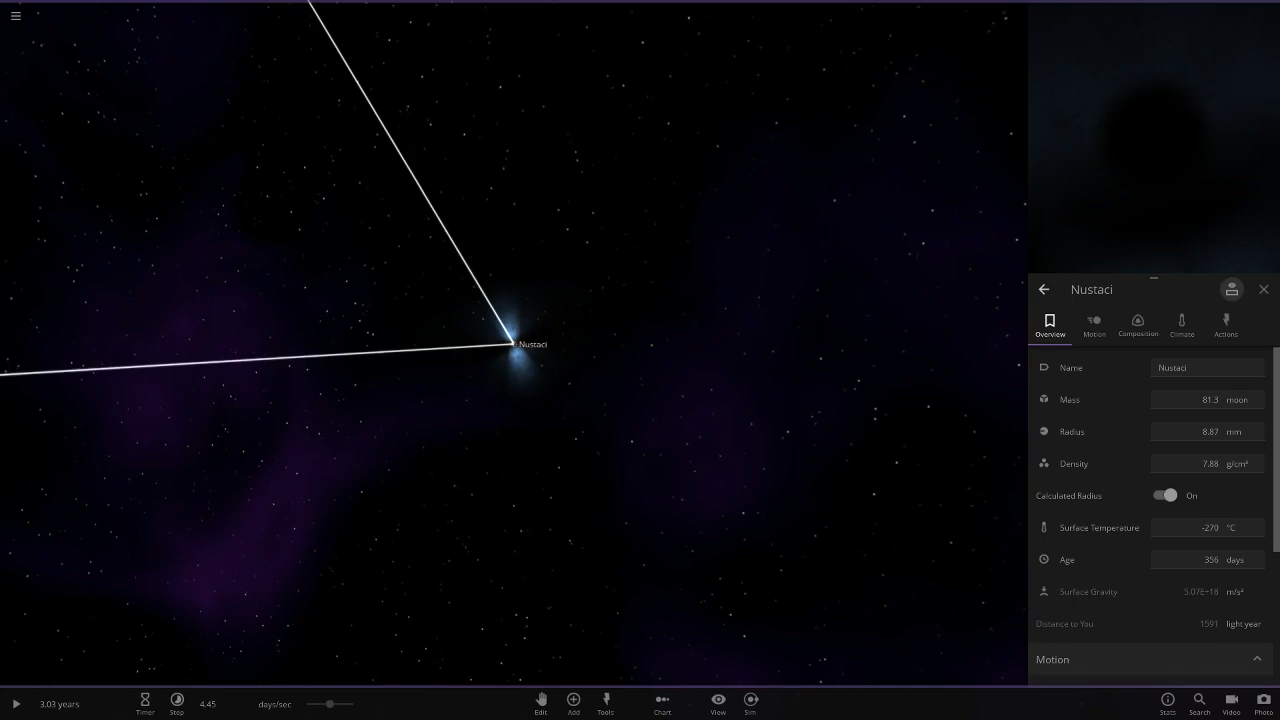 Nustaci
Nustaci
Overview Motion Composition Climate Actions
Name Nustaci
Mass 81.3 moon
Radius 8.87 mm
Density 7.88 g/cm³
Calculated Radius On
Surface Temperature -270 °C
Age 356 days
Surface Gravity 5.07E+18 m/s²
Distance to You 1591 light year
Motion
3.03 years Timer Step 4.45 days/sec Edit Add Tools Chart View Sim Stats Search Video Photo